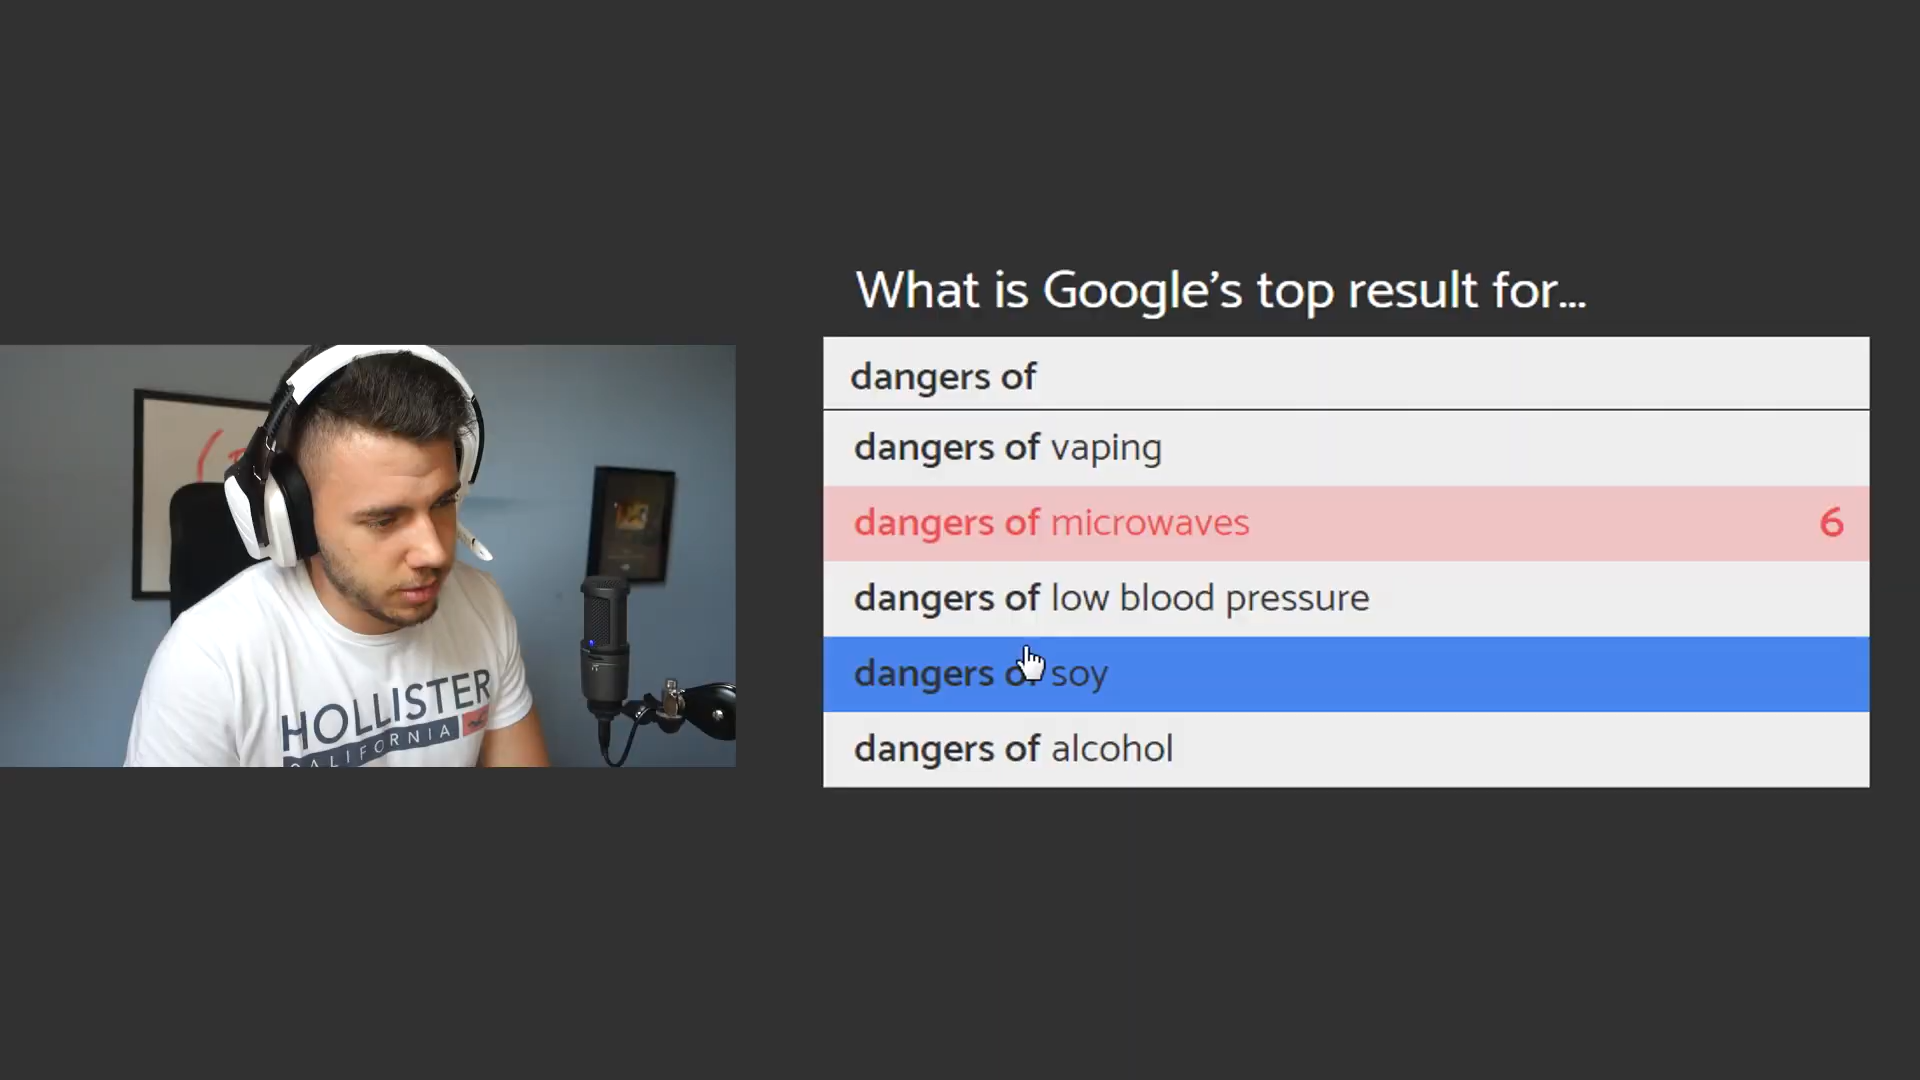 What is Google's top result for...
dangers of
dangers of vaping
dangers of microwaves 6
dangers of low blood pressure
dangers of soy
dangers of alcohol
HOLLISTER
CALIFORNIA